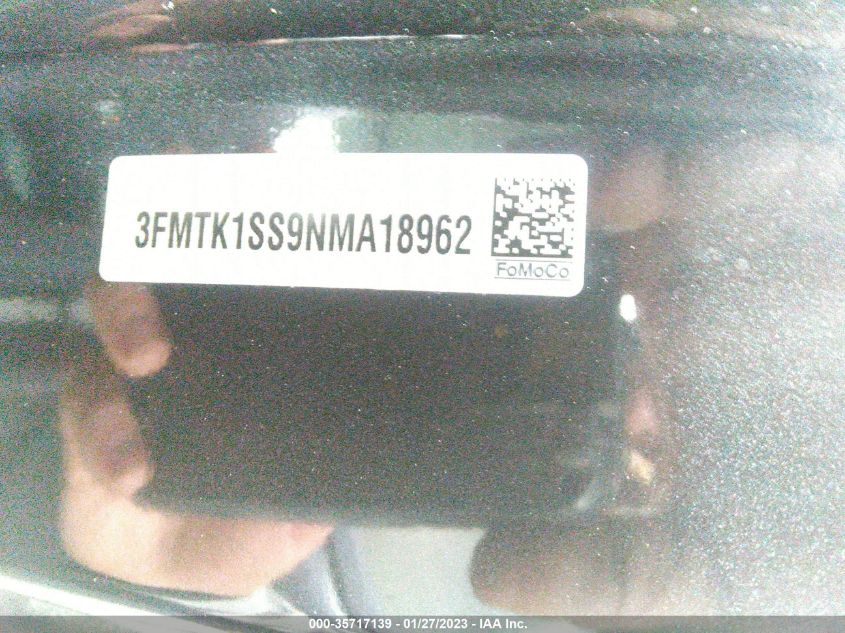 3FMTK1SS9NMA18962
FoMoCo
000-35717139 - 01/27/2023 - IAA Inc.